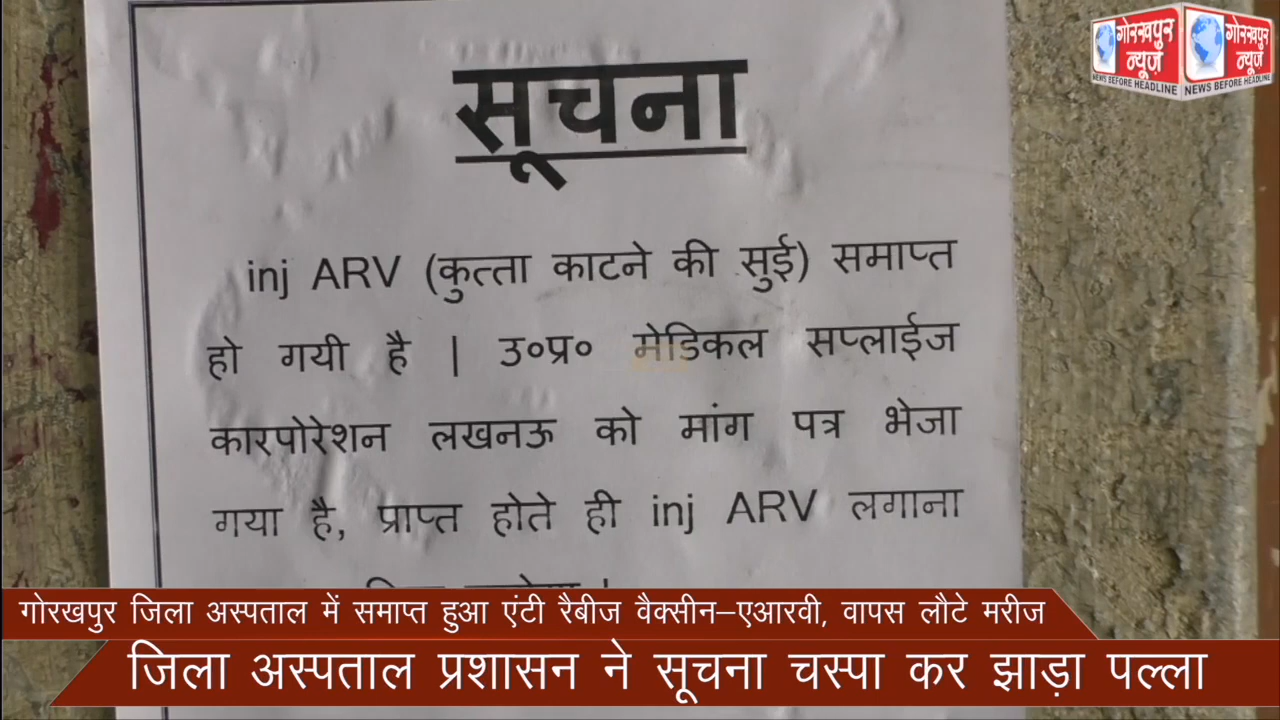 गोरखपुर न्यूज़ गोरखपुर न्यूज़
NEWS BEFORE HEADLINE NEWS BEFORE HEADLINE
सूचना
inj ARV (कुत्ता काटने की सुई) समाप्त
हो गयी है | उ०प्र० मेडिकल सप्लाईज
कारपोरेशन लखनऊ को मांग पत्र भेजा
गया है, प्राप्त होते ही inj ARV लगाना
गोरखपुर जिला अस्पताल में समाप्त हुआ एंटी रैबीज वैक्सीन–एआरवी, वापस लौटे मरीज
जिला अस्पताल प्रशासन ने सूचना चस्पा कर झाड़ा पल्ला